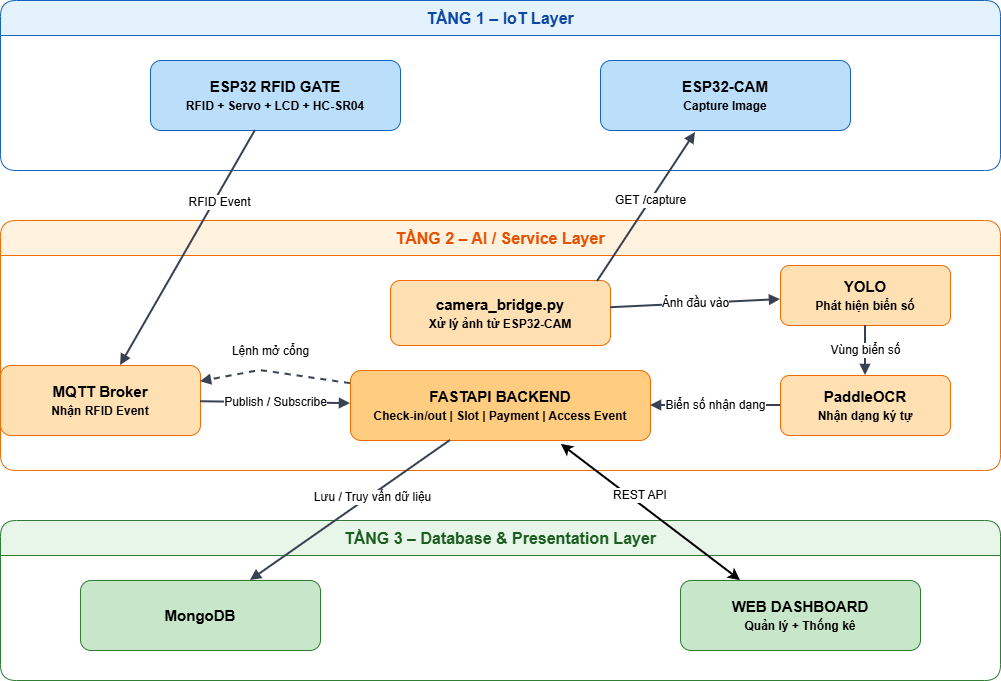 TẦNG 1 – IoT Layer
ESP32 RFID GATE
RFID + Servo + LCD + HC-SR04
ESP32-CAM
Capture Image
RFID Event
GET /capture
TẦNG 2 – AI / Service Layer
camera_bridge.py
Xử lý ảnh từ ESP32-CAM
Ảnh đầu vào
YOLO
Phát hiện biển số
Vùng biển số
Lệnh mở cổng
MQTT Broker
Nhận RFID Event
Publish / Subscribe
FASTAPI BACKEND
Check-in/out | Slot | Payment | Access Event
Biển số nhận dạng
PaddleOCR
Nhận dạng ký tự
Lưu / Truy vấn dữ liệu
REST API
TẦNG 3 – Database & Presentation Layer
MongoDB
WEB DASHBOARD
Quản lý + Thống kê